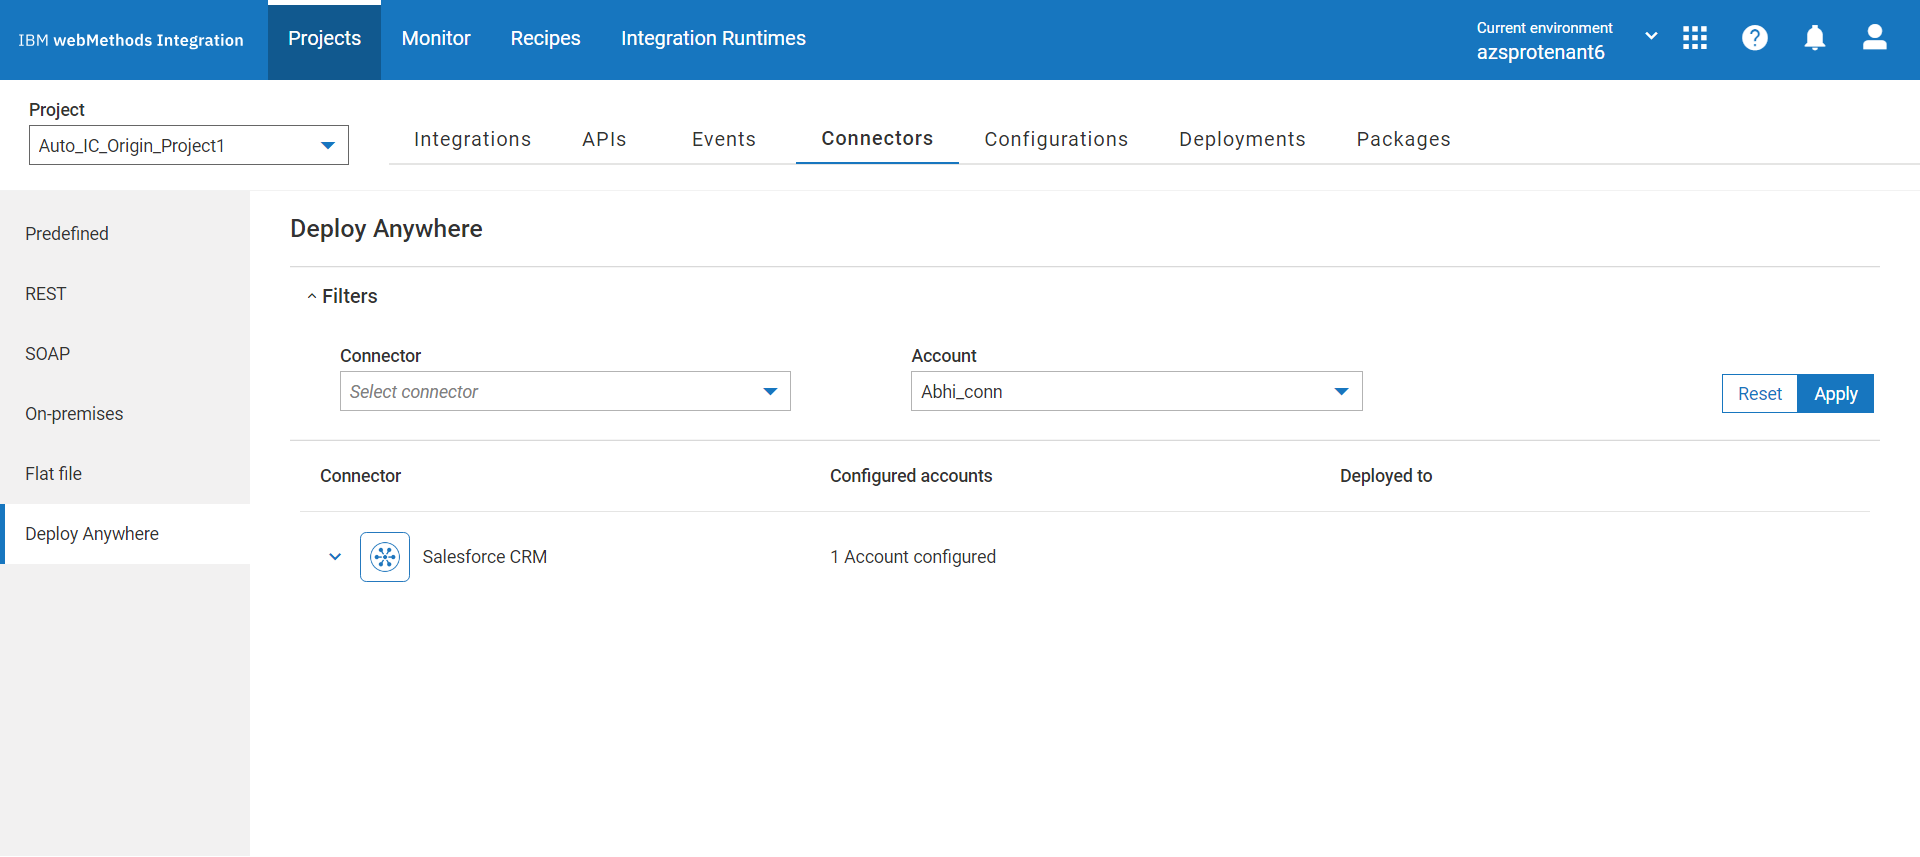 IBM webMethods Integration
Projects
Monitor
Recipes
Integration Runtimes
Current environment
azsprotenant6
Project
Auto_IC_Origin_Project1
Integrations
APIs
Events
Connectors
Configurations
Deployments
Packages
Predefined
REST
SOAP
On-premises
Flat file
Deploy Anywhere
Deploy Anywhere
Filters
Connector
Select connector
Account
Abhi_conn
Reset
Apply
Connector
Configured accounts
Deployed to
Salesforce CRM
1 Account configured